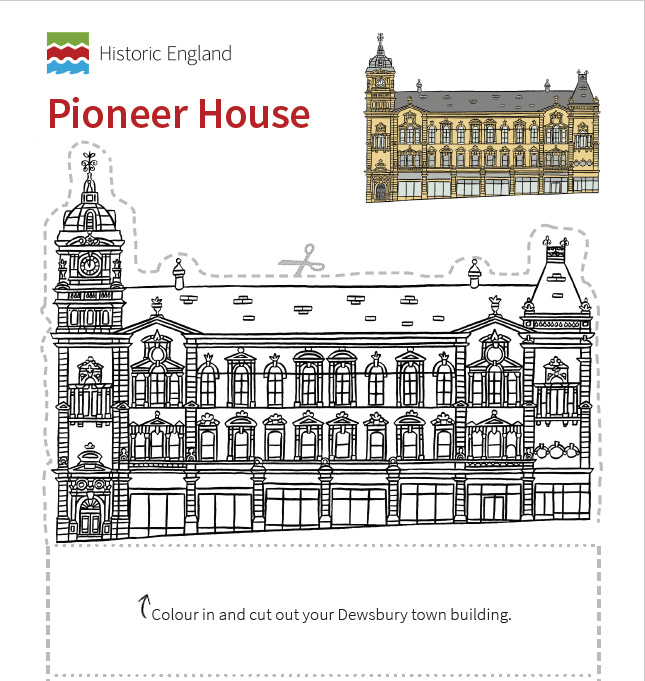 Historic England
Pioneer House
Colour in and cut out your Dewsbury town building.